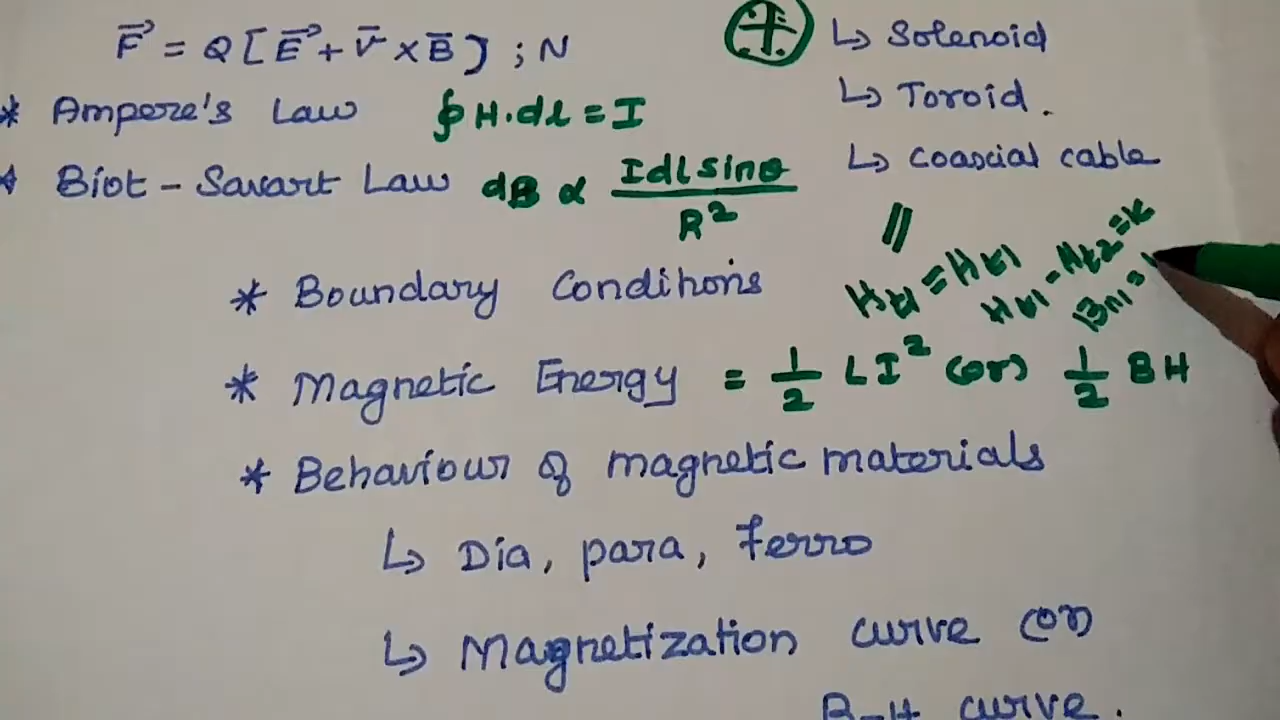 F⃗ = Q [E⃗ + V̄ × B̄] ; N
↳ Solenoid
* Ampere's Law ∮H.dl = I
↳ Toroid.
* Biot - Savart Law dB ∝ Idl sinθ / R²
↳ coaxial cable
* Boundary Conditions
Ht1 = Ht1
Ht1 - Ht2 = K
Bn1 =
* Magnetic Energy = 1/2 LI² (or) 1/2 BH
* Behaviour of magnetic materials
↳ Dia, para, ferro
↳ Magnetization curve (or)
B-H curve.